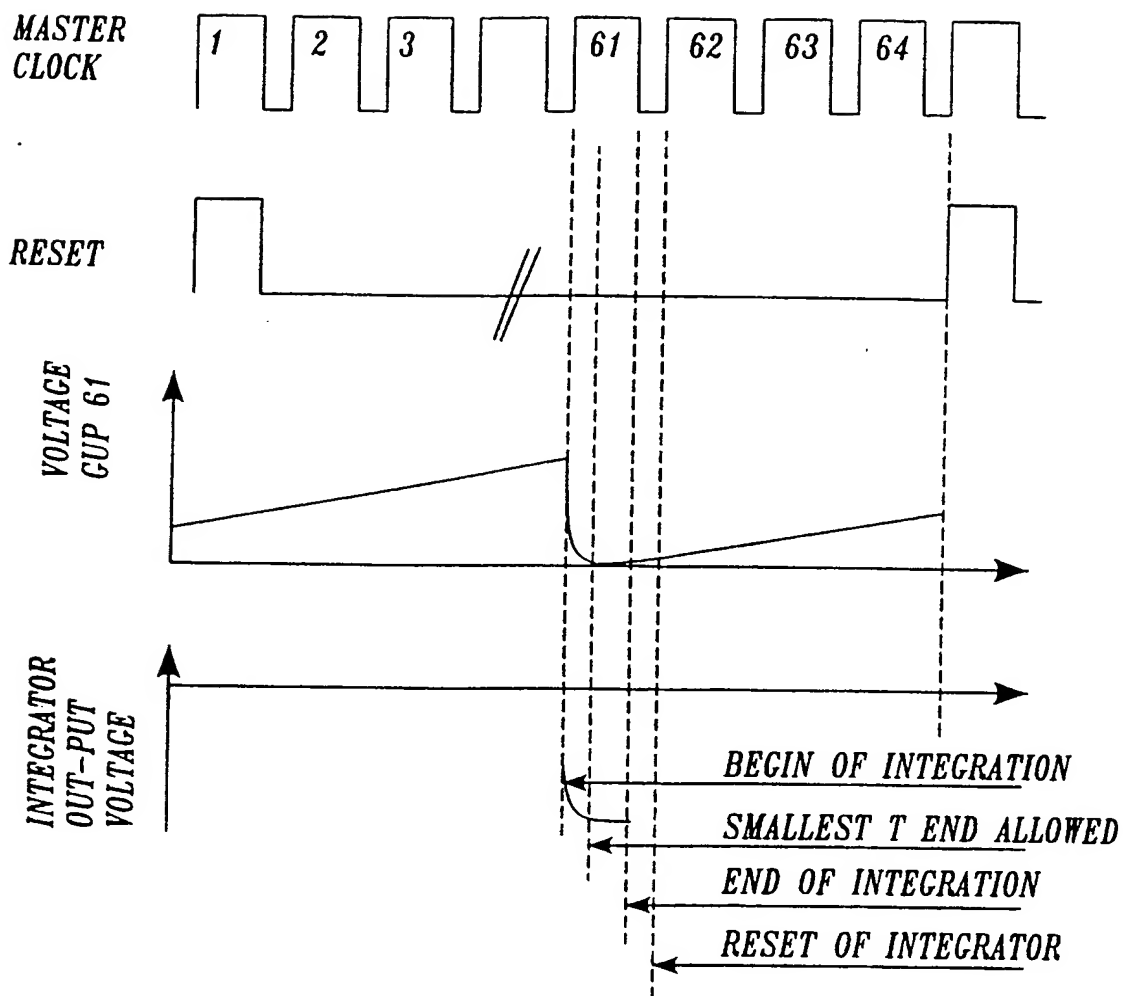 MASTER
CLOCK
1 2 3 61 62 63 64
RESET
VOLTAGE
GUP 61
INTEGRATOR
OUT-PUT
VOLTAGE
BEGIN OF INTEGRATION
SMALLEST T END ALLOWED
END OF INTEGRATION
RESET OF INTEGRATOR